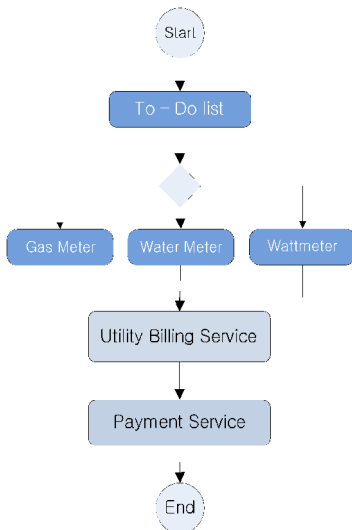 Start
To – Do list
Gas Meter
Water Meter
Wattmeter
Utility Billing Service
Payment Service
End